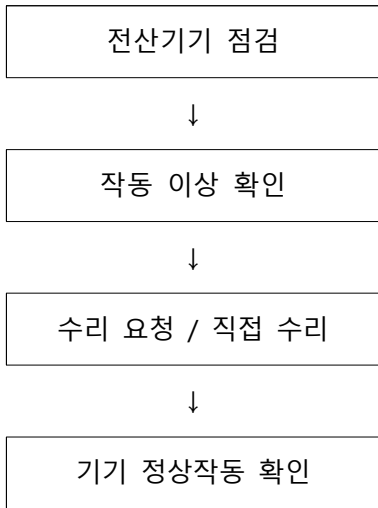 전산기기 점검
↓
작동 이상 확인
↓
수리 요청 / 직접 수리
↓
기기 정상작동 확인